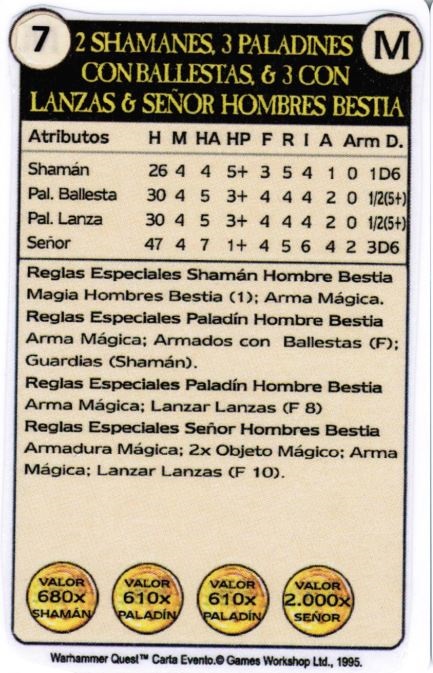 7
M
2 SHAMANES, 3 PALADINES
CON BALLESTAS, & 3 CON
LANZAS & SEÑOR HOMBRES BESTIA
Atributos H M HA HP F R I A Arm D.
Shamán 26 4 4 5+ 3 5 4 1 0 1D6
Pal. Ballesta 30 4 5 3+ 4 4 4 2 0 1/2(5+)
Pal. Lanza 30 4 5 3+ 4 4 4 2 0 1/2(5+)
Señor 47 4 7 1+ 4 5 6 4 2 3D6
Reglas Especiales Shamán Hombre Bestia
Magia Hombres Bestia (1); Arma Mágica.
Reglas Especiales Paladín Hombre Bestia
Arma Mágica; Armados con Ballestas (F);
Guardias (Shamán).
Reglas Especiales Paladín Hombre Bestia
Arma Mágica; Lanzar Lanzas (F 8)
Reglas Especiales Señor Hombres Bestia
Armadura Mágica; 2x Objeto Mágico; Arma
Mágica; Lanzar Lanzas (F 10).
VALOR
680x
SHAMÁN
VALOR
610x
PALADÍN
VALOR
610x
PALADÍN
VALOR
2.000x
SEÑOR
Warhammer Quest™ Carta Evento.© Games Workshop Ltd., 1995.